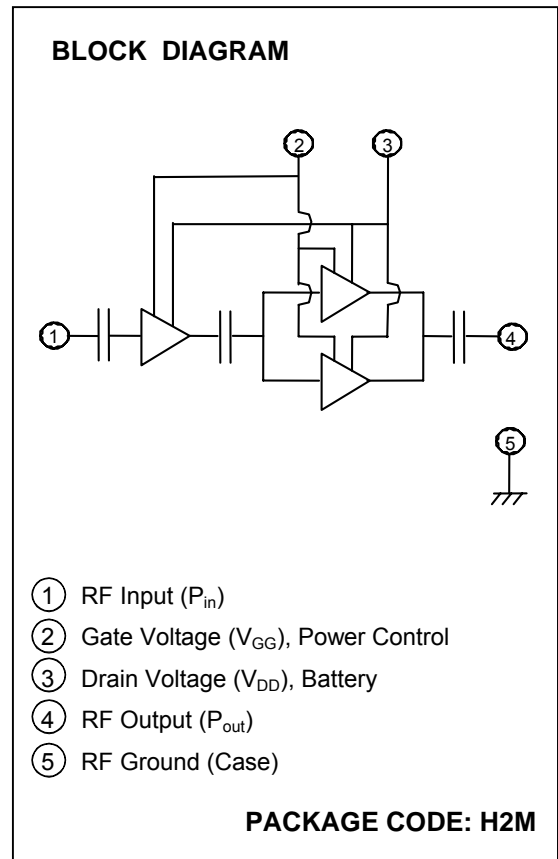 BLOCK DIAGRAM
2 3
1 4
5
1 RF Input (Pin)
2 Gate Voltage (VGG), Power Control
3 Drain Voltage (VDD), Battery
4 RF Output (Pout)
5 RF Ground (Case)
PACKAGE CODE: H2M